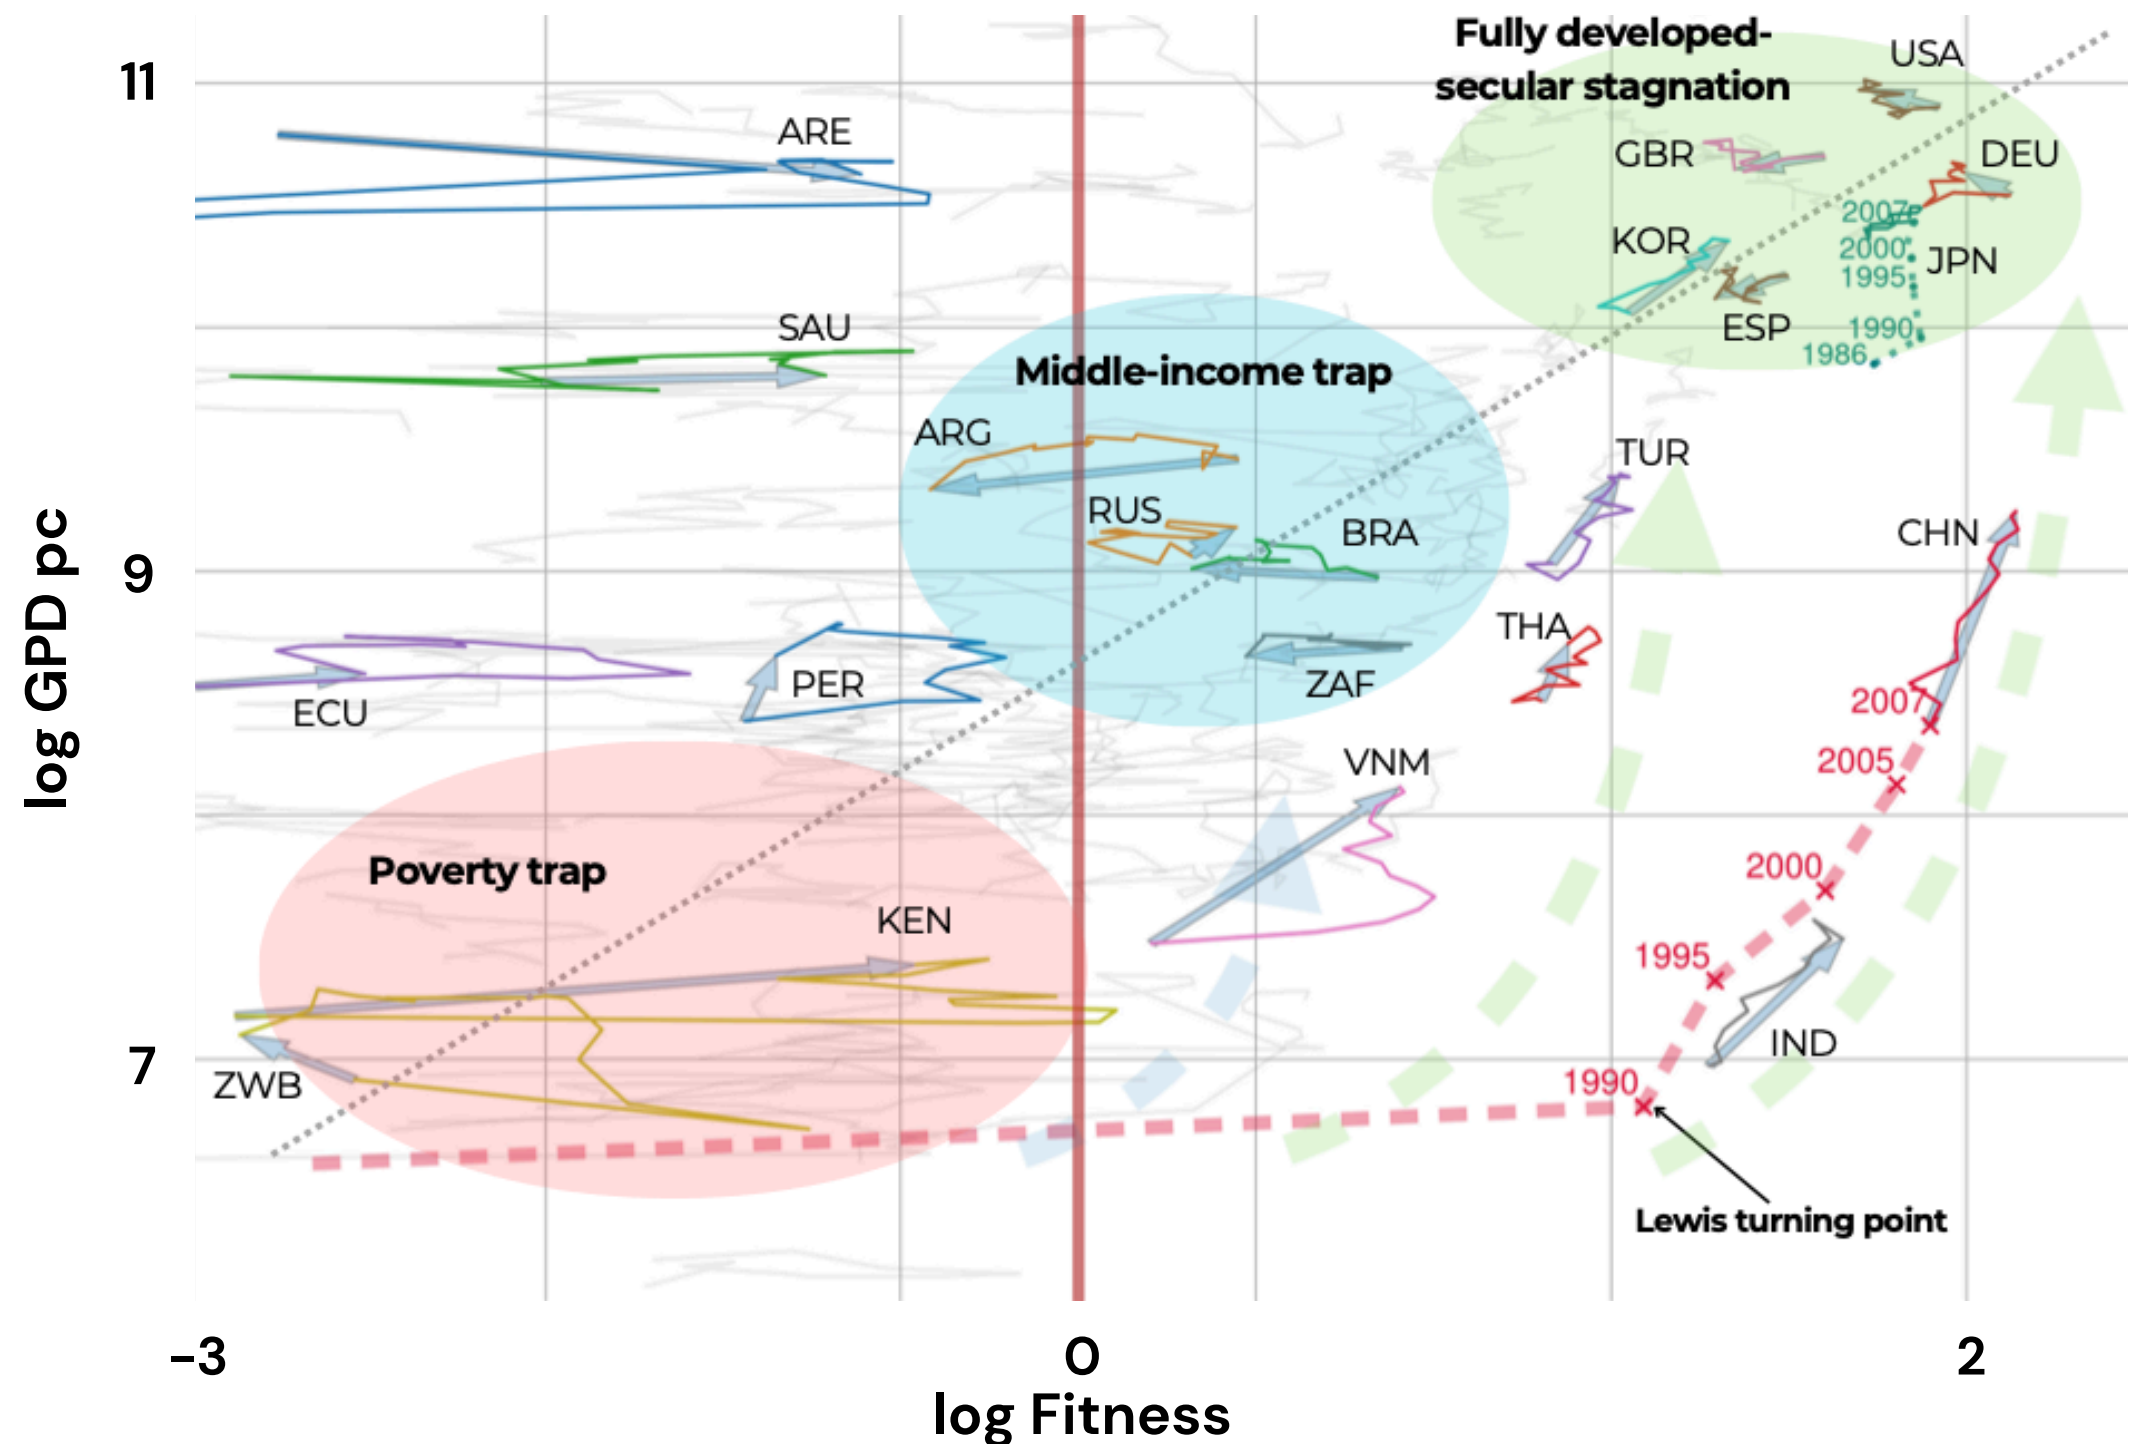 Fully developed-
secular stagnation
USA
11
ARE
GBR
DEU
2007
KOR
2000
JPN
1995
SAU
1990
ESP
1986
Middle-income trap
ARG
TUR
RUS
BRA
CHN
9
log GPD pc
THA
PER
ZAF
2007
ECU
VNM
2005
Poverty trap
2000
KEN
1995
IND
7
ZWB
1990
Lewis turning point
-3
0
2
log Fitness